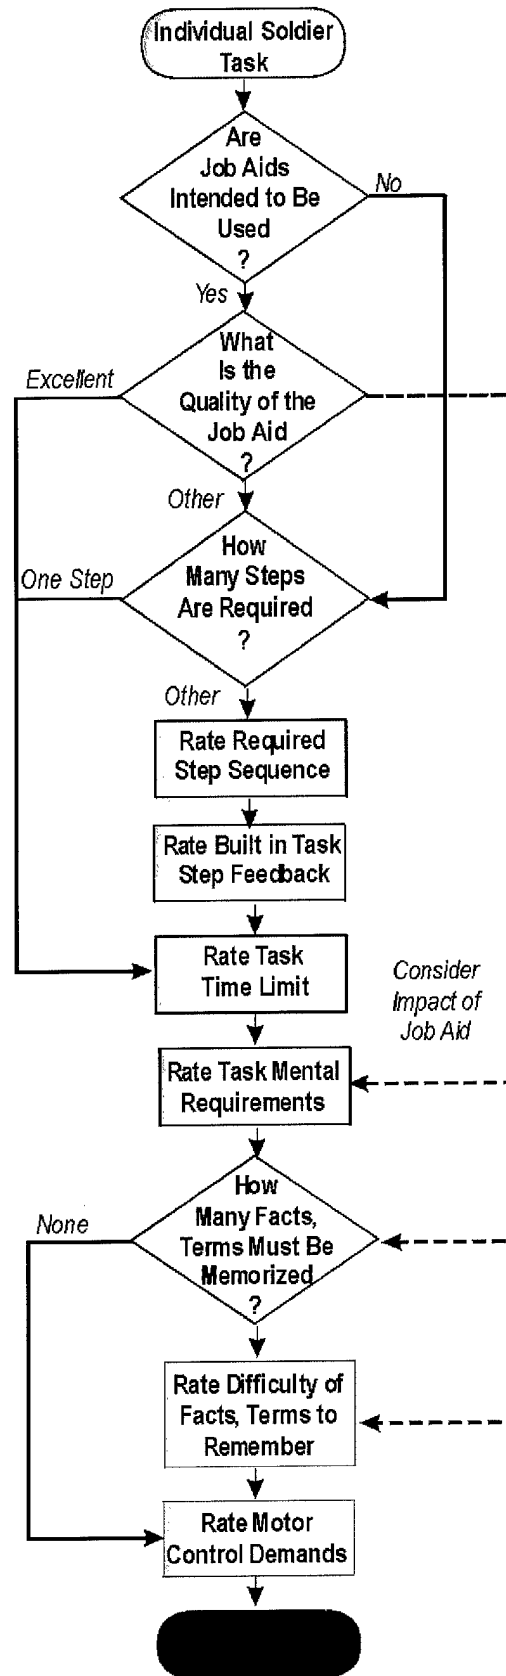 Individual Soldier
Task
Are
Job Aids
Intended to Be
Used
?
No
Yes
What
Is the
Quality of the
Job Aid
?
Excellent
Other
How
Many Steps
Are Required
?
One Step
Other
Rate Required
Step Sequence
Rate Built in Task
Step Feedback
Rate Task
Time Limit
Consider
Impact of
Job Aid
Rate Task Mental
Requirements
How
Many Facts,
Terms Must Be
Memorized
?
None
Rate Difficulty of
Facts, Terms to
Remember
Rate Motor
Control Demands